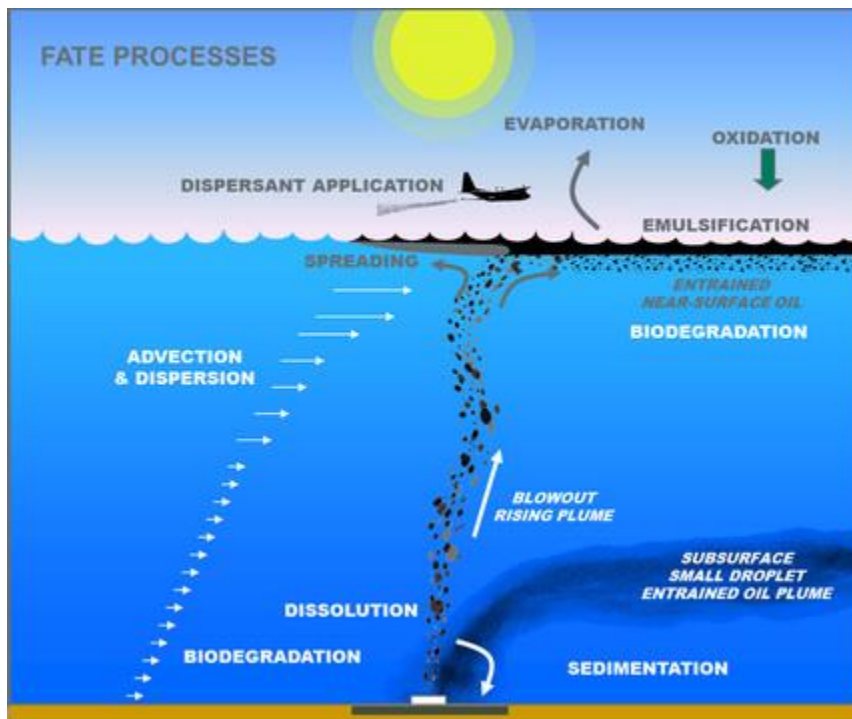 FATE PROCESSES
EVAPORATION
OXIDATION
DISPERSANT APPLICATION
EMULSIFICATION
SPREADING
ENTRAINED
NEAR-SURFACE OIL
BIODEGRADATION
ADVECTION
& DISPERSION
BLOWOUT
RISING PLUME
SUBSURFACE
SMALL DROPLET
ENTRAINED OIL PLUME
DISSOLUTION
BIODEGRADATION
SEDIMENTATION